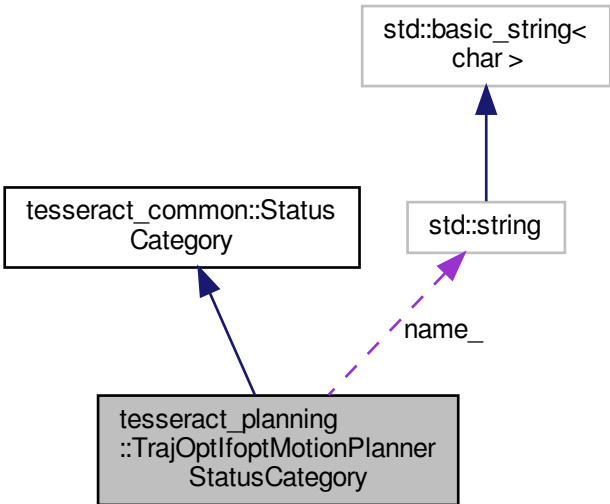 std::basic_string<
char >
tesseract_common::Status
Category
std::string
name_
tesseract_planning
::TrajOptIfoptMotionPlanner
StatusCategory